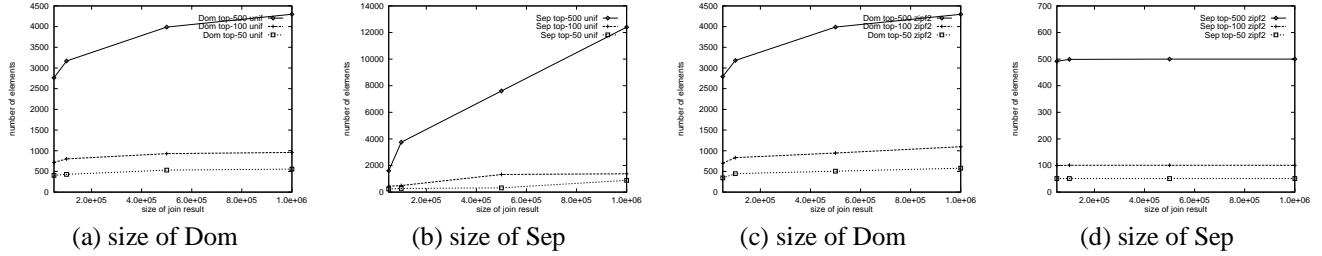 4500
4000
3500
3000
2500
2000
1500
1000
500
0
number of elements
Dom top-500 unif
Dom top-100 unif
Dom top-50 unif
2.0e+05 4.0e+05 6.0e+05 8.0e+05 1.0e+06
size of join result
(a) size of Dom
14000
12000
10000
8000
6000
4000
2000
0
number of elements
Sep top-500 unif
Sep top-100 unif
Sep top-50 unif
2.0e+05 4.0e+05 6.0e+05 8.0e+05 1.0e+06
size of join result
(b) size of Sep
4500
4000
3500
3000
2500
2000
1500
1000
500
0
number of elements
Dom top-500 zipf2
Dom top-100 zipf2
Dom top-50 zipf2
2.0e+05 4.0e+05 6.0e+05 8.0e+05 1.0e+06
size of join result
(c) size of Dom
700
600
500
400
300
200
100
0
number of elements
Sep top-500 zipf2
Sep top-100 zipf2
Sep top-50 zipf2
2.0e+05 4.0e+05 6.0e+05 8.0e+05 1.0e+06
size of join result
(d) size of Sep